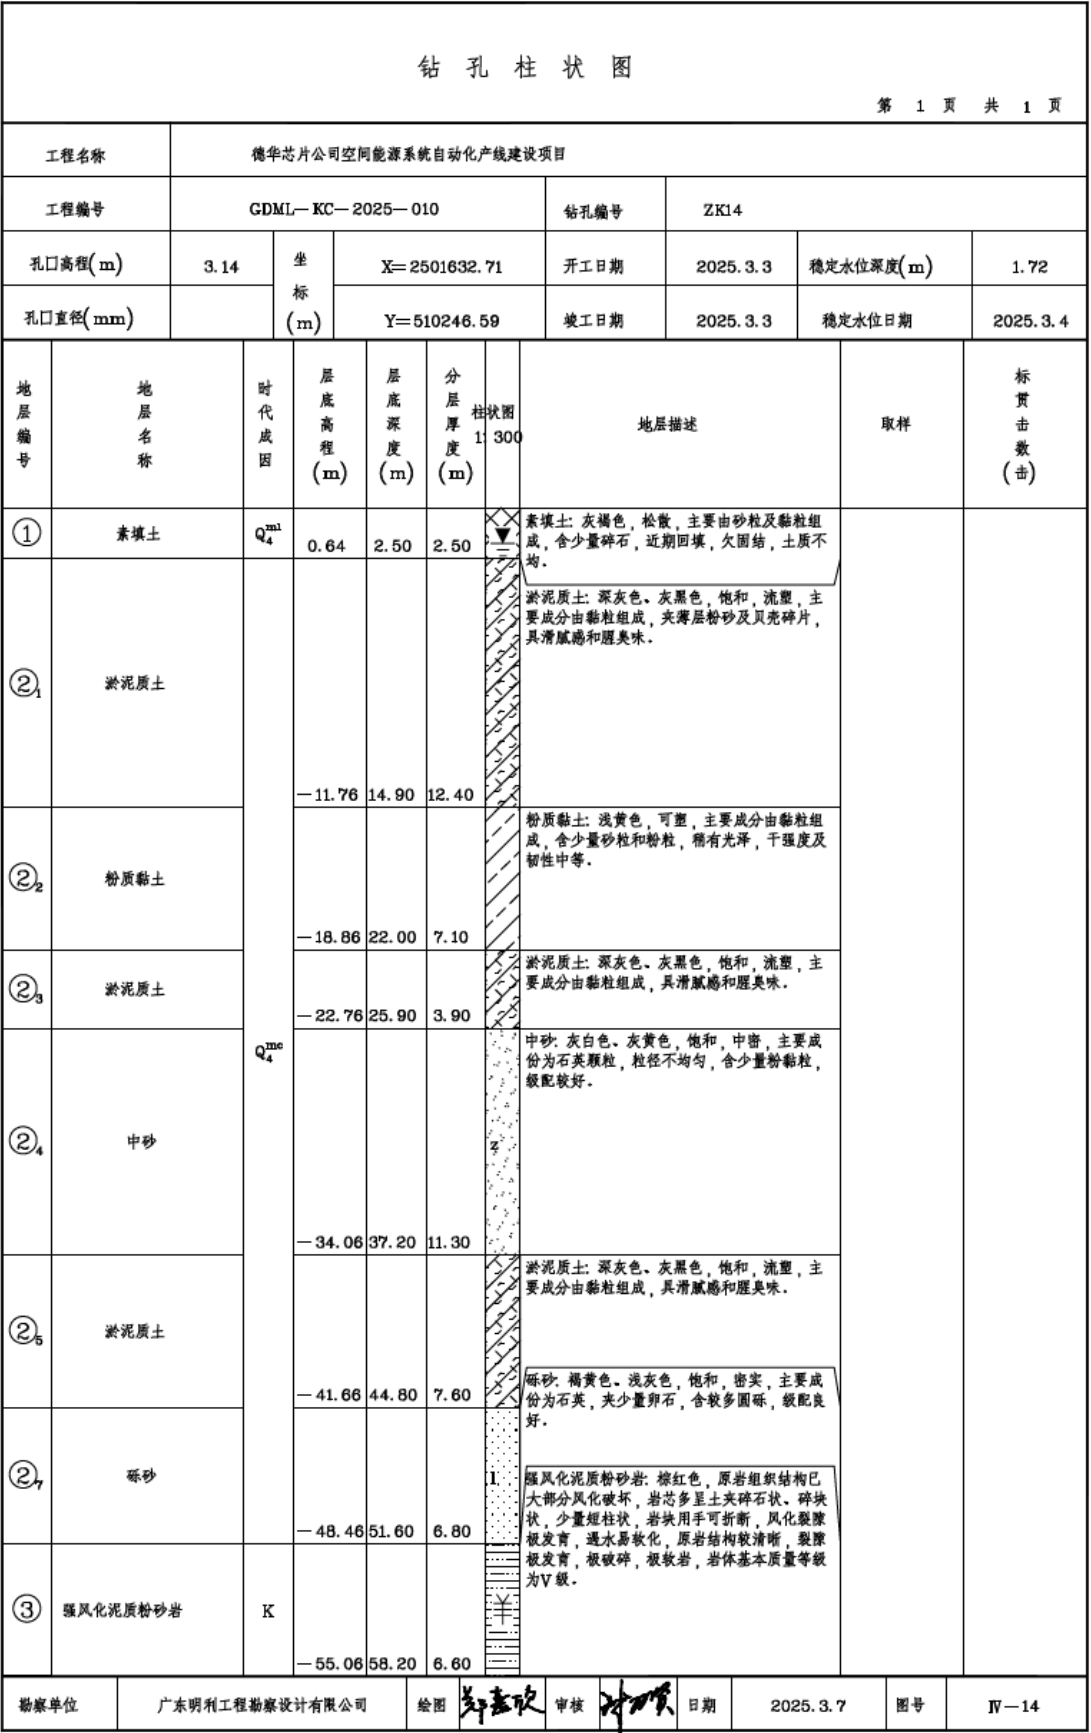 钻孔柱状图
第 1 页 共 1 页
工程名称 德华芯片公司空间能源系统自动化产线建设项目
工程编号 GDML—KC—2025—010 钻孔编号 ZK14
孔口高程(m) 3.14 坐标(m) X=2501632.71 开工日期 2025.3.3 稳定水位深度(m) 1.72
孔口直径(mm) Y=510246.59 竣工日期 2025.3.3 稳定水位日期 2025.3.4
地层编号 地层名称 时代成因 层底高程(m) 层底深度(m) 分层厚度(m) 柱状图 1:300 地层描述 取样 标贯击数(击)
① 素填土 Q4ml 0.64 2.50 2.50
素填土: 灰褐色, 松散, 主要由砂粒及黏粒组
成, 含少量碎石, 近期回填, 欠固结, 土质不
均.
②1 淤泥质土 —11.76 14.90 12.40
淤泥质土: 深灰色、灰黑色, 饱和, 流塑, 主
要成分由黏粒组成, 夹薄层粉砂及贝壳碎片,
具滑腻感和腥臭味.
②2 粉质黏土 —18.86 22.00 7.10
粉质黏土: 浅黄色, 可塑, 主要成分由黏粒组
成, 含少量砂粒和粉粒, 稍有光泽, 干强度及
韧性中等.
②3 淤泥质土 —22.76 25.90 3.90
淤泥质土: 深灰色、灰黑色, 饱和, 流塑, 主
要成分由黏粒组成, 具滑腻感和腥臭味.
Q4mc
②4 中砂 —34.06 37.20 11.30 z
中砂: 灰白色、灰黄色, 饱和, 中密, 主要成
份为石英颗粒, 粒径不均匀, 含少量粉黏粒,
级配较好.
②5 淤泥质土 —41.66 44.80 7.60
淤泥质土: 深灰色、灰黑色, 饱和, 流塑, 主
要成分由黏粒组成, 具滑腻感和腥臭味.
②7 砾砂 —48.46 51.60 6.80
砾砂: 褐黄色、浅灰色, 饱和, 密实, 主要成
份为石英, 夹少量卵石, 含较多圆砾, 级配良
好.
③ 强风化泥质粉砂岩 K —55.06 58.20 6.60
强风化泥质粉砂岩: 棕红色, 原岩组织结构已
大部分风化破坏, 岩芯多呈土夹碎石状、碎块
状, 少量短柱状, 岩块用手可折断, 风化裂隙
极发育, 遇水易软化, 原岩结构较清晰, 裂隙
极发育, 极破碎, 极软岩, 岩体基本质量等级
为V级.
勘察单位 广东明利工程勘察设计有限公司 绘图 审核 日期 2025.3.7 图号 Ⅳ—14